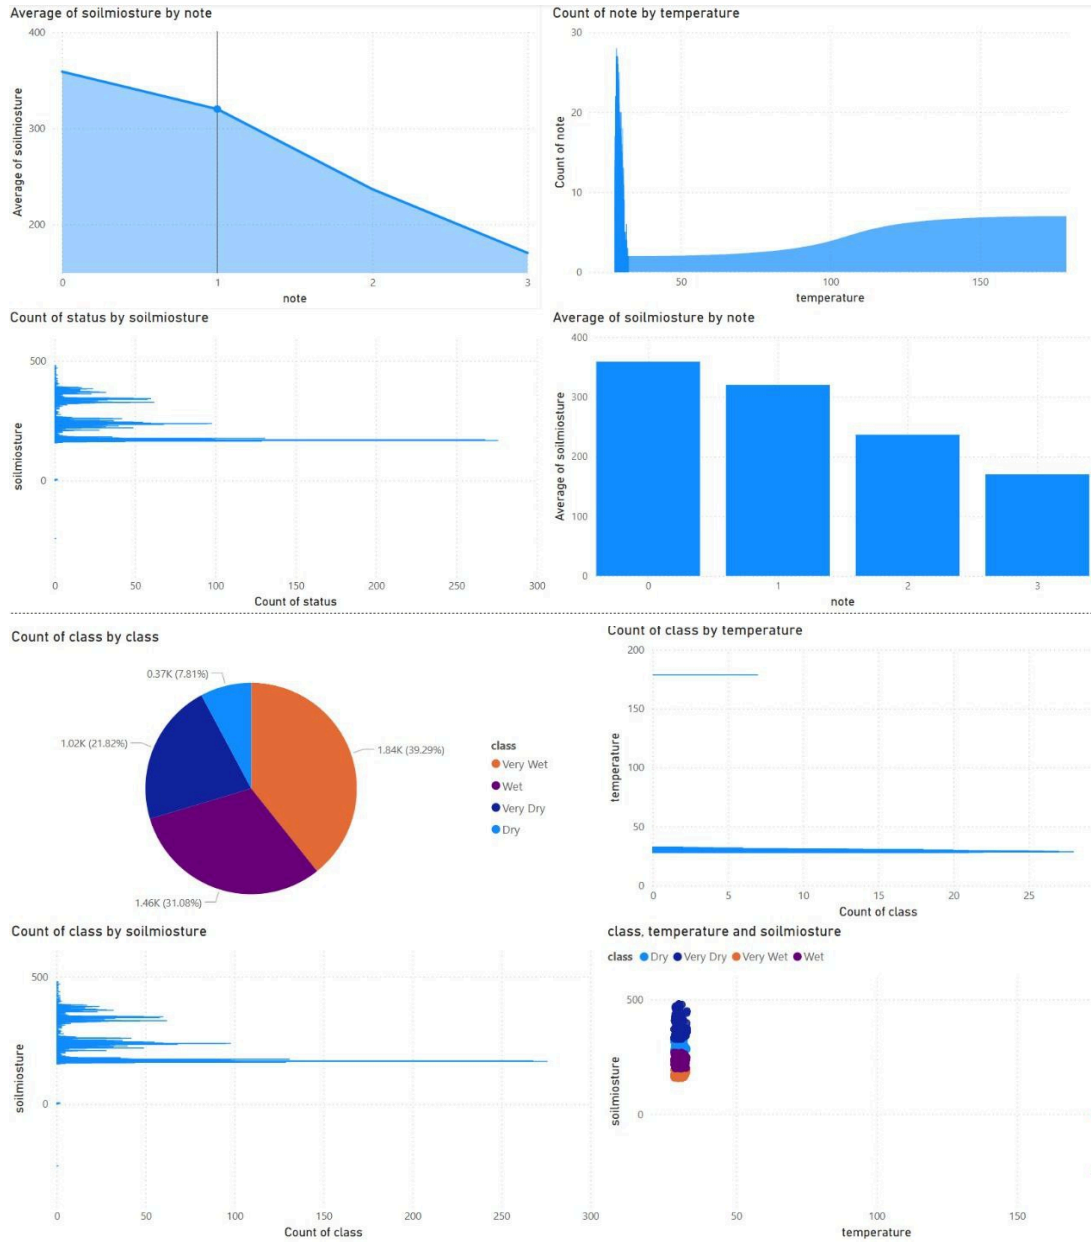 Average of soilmiosture by note
400
300
200
Average of soilmiosture
0
1
2
3
note
Count of note by temperature
30
20
10
0
Count of note
50
100
150
temperature
Count of status by soilmiosture
500
0
soilmiosture
0
50
100
150
200
250
300
Count of status
Average of soilmiosture by note
400
300
200
100
0
Average of soilmiosture
0
1
2
3
note
Count of class by class
0.37K (7.81%)
1.02K (21.82%)
1.84K (39.29%)
1.46K (31.08%)
class
Very Wet
Wet
Very Dry
Dry
Count of class by temperature
200
150
100
50
0
temperature
0
5
10
15
20
25
Count of class
Count of class by soilmiosture
500
0
soilmiosture
0
50
100
150
200
250
300
Count of class
class, temperature and soilmiosture
class Dry Very Dry Very Wet Wet
500
0
soilmiosture
50
100
150
temperature